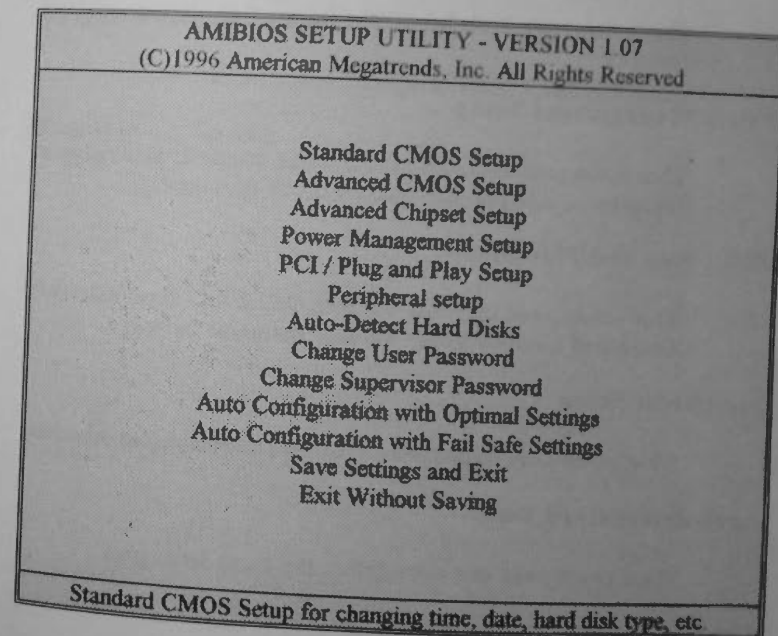 AMIBIOS SETUP UTILITY - VERSION 1.07
(C)1996 American Megatrends, Inc. All Rights Reserved
Standard CMOS Setup
Advanced CMOS Setup
Advanced Chipset Setup
Power Management Setup
PCI / Plug and Play Setup
Peripheral setup
Auto-Detect Hard Disks
Change User Password
Change Supervisor Password
Auto Configuration with Optimal Settings
Auto Configuration with Fail Safe Settings
Save Settings and Exit
Exit Without Saving
Standard CMOS Setup for changing time, date, hard disk type, etc.